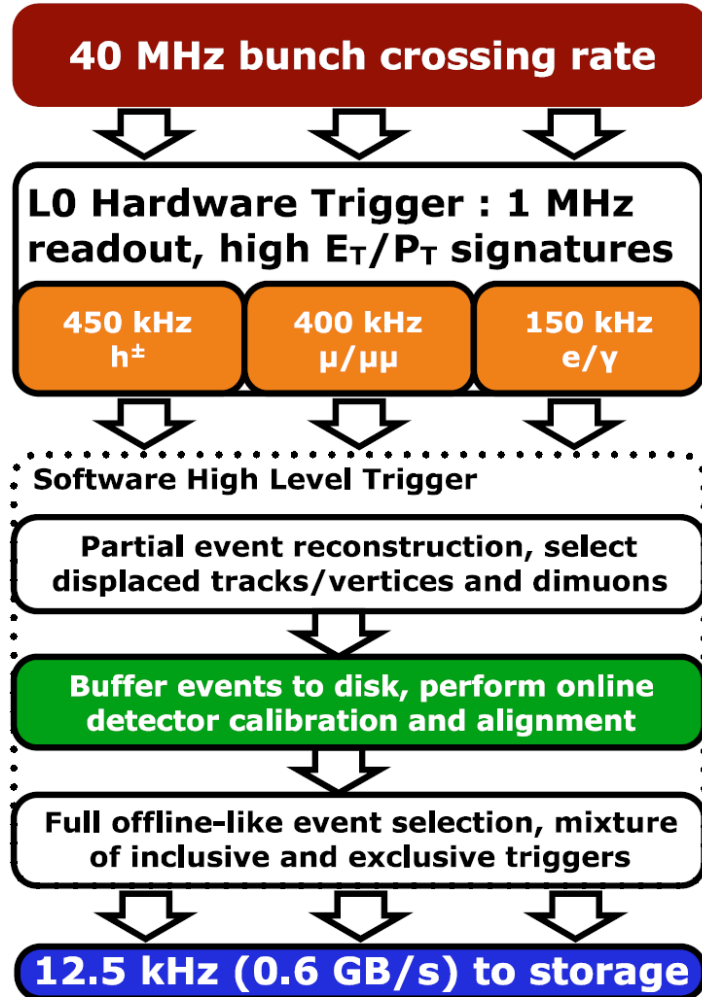 40 MHz bunch crossing rate
L0 Hardware Trigger : 1 MHz
readout, high E_T/P_T signatures
450 kHz
h±
400 kHz
μ/μμ
150 kHz
e/γ
Software High Level Trigger
Partial event reconstruction, select
displaced tracks/vertices and dimuons
Buffer events to disk, perform online
detector calibration and alignment
Full offline-like event selection, mixture
of inclusive and exclusive triggers
12.5 kHz (0.6 GB/s) to storage